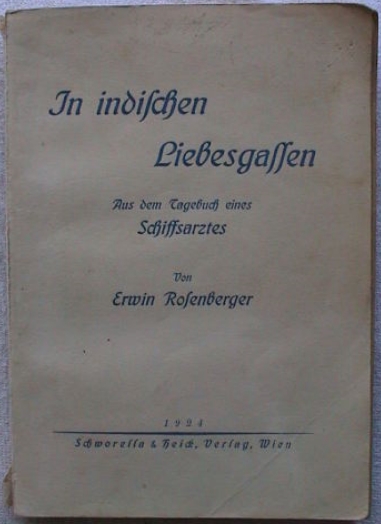 In indischen
Liebesgassen
Aus dem Tagebuch eines
Schiffsarztes
Von
Erwin Rosenberger
1924
Schworella & Heick, Verlag, Wien